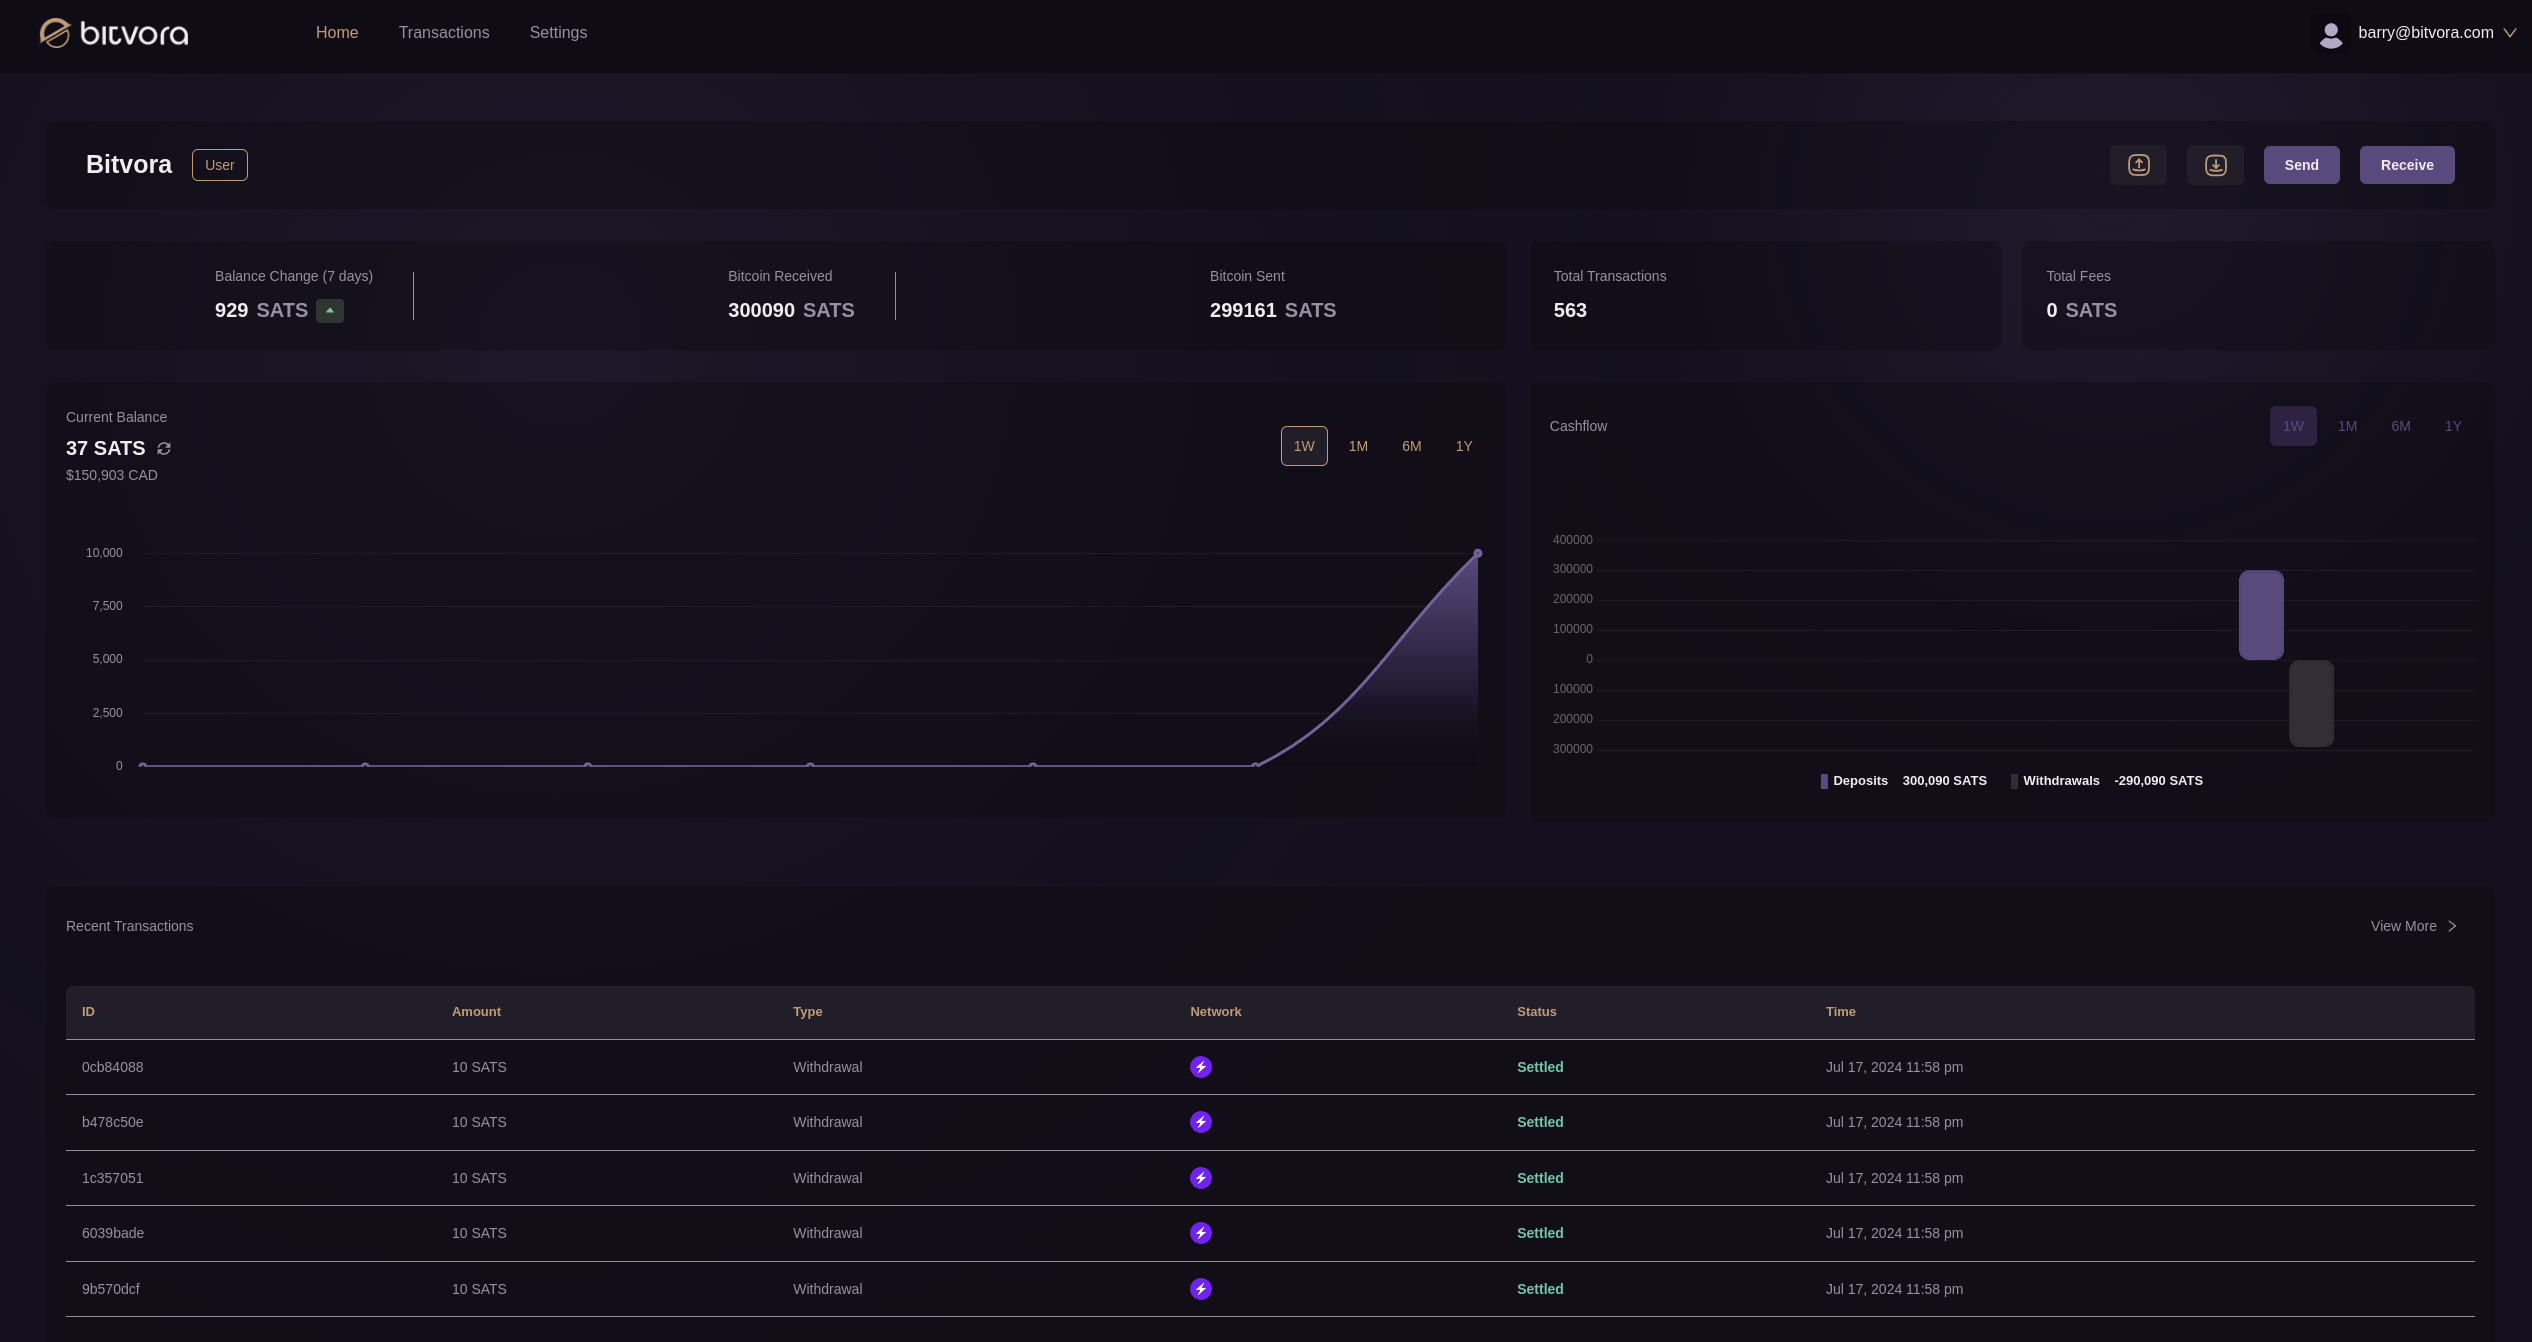 bitvora
Home Transactions Settings
barry@bitvora.com
Bitvora User
Send Receive
Balance Change (7 days) Bitcoin Received Bitcoin Sent Total Transactions Total Fees
929 SATS 300090 SATS 299161 SATS 563 0 SATS
Current Balance
37 SATS
$150,903 CAD
1W 1M 6M 1Y
10,000
7,500
5,000
2,500
0
Cashflow
1W 1M 6M 1Y
400000
300000
200000
100000
0
100000
200000
300000
Deposits 300,090 SATS Withdrawals -290,090 SATS
Recent Transactions View More
ID Amount Type Network Status Time
0cb84088 10 SATS Withdrawal Settled Jul 17, 2024 11:58 pm
b478c50e 10 SATS Withdrawal Settled Jul 17, 2024 11:58 pm
1c357051 10 SATS Withdrawal Settled Jul 17, 2024 11:58 pm
6039bade 10 SATS Withdrawal Settled Jul 17, 2024 11:58 pm
9b570dcf 10 SATS Withdrawal Settled Jul 17, 2024 11:58 pm